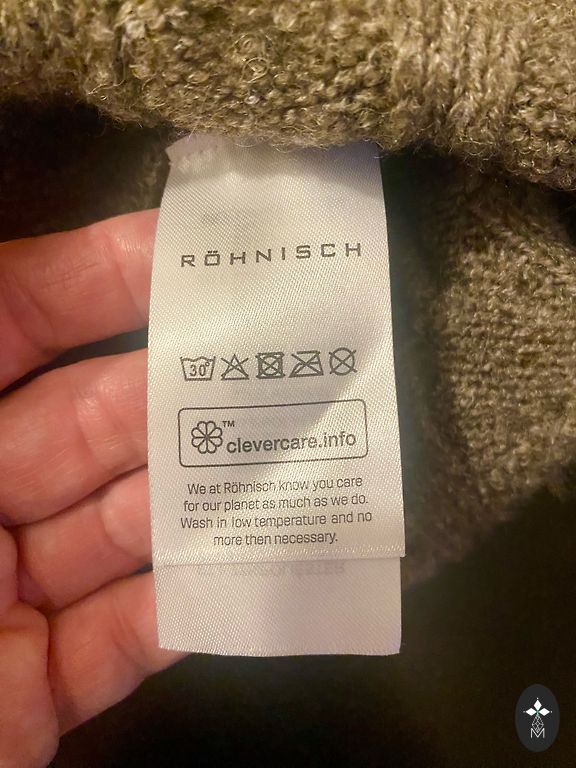 RÖHNISCH
30°
™
clevercare.info
We at Röhnisch know you care
for our planet as much as we do.
Wash in low temperature and no
more then necessary.